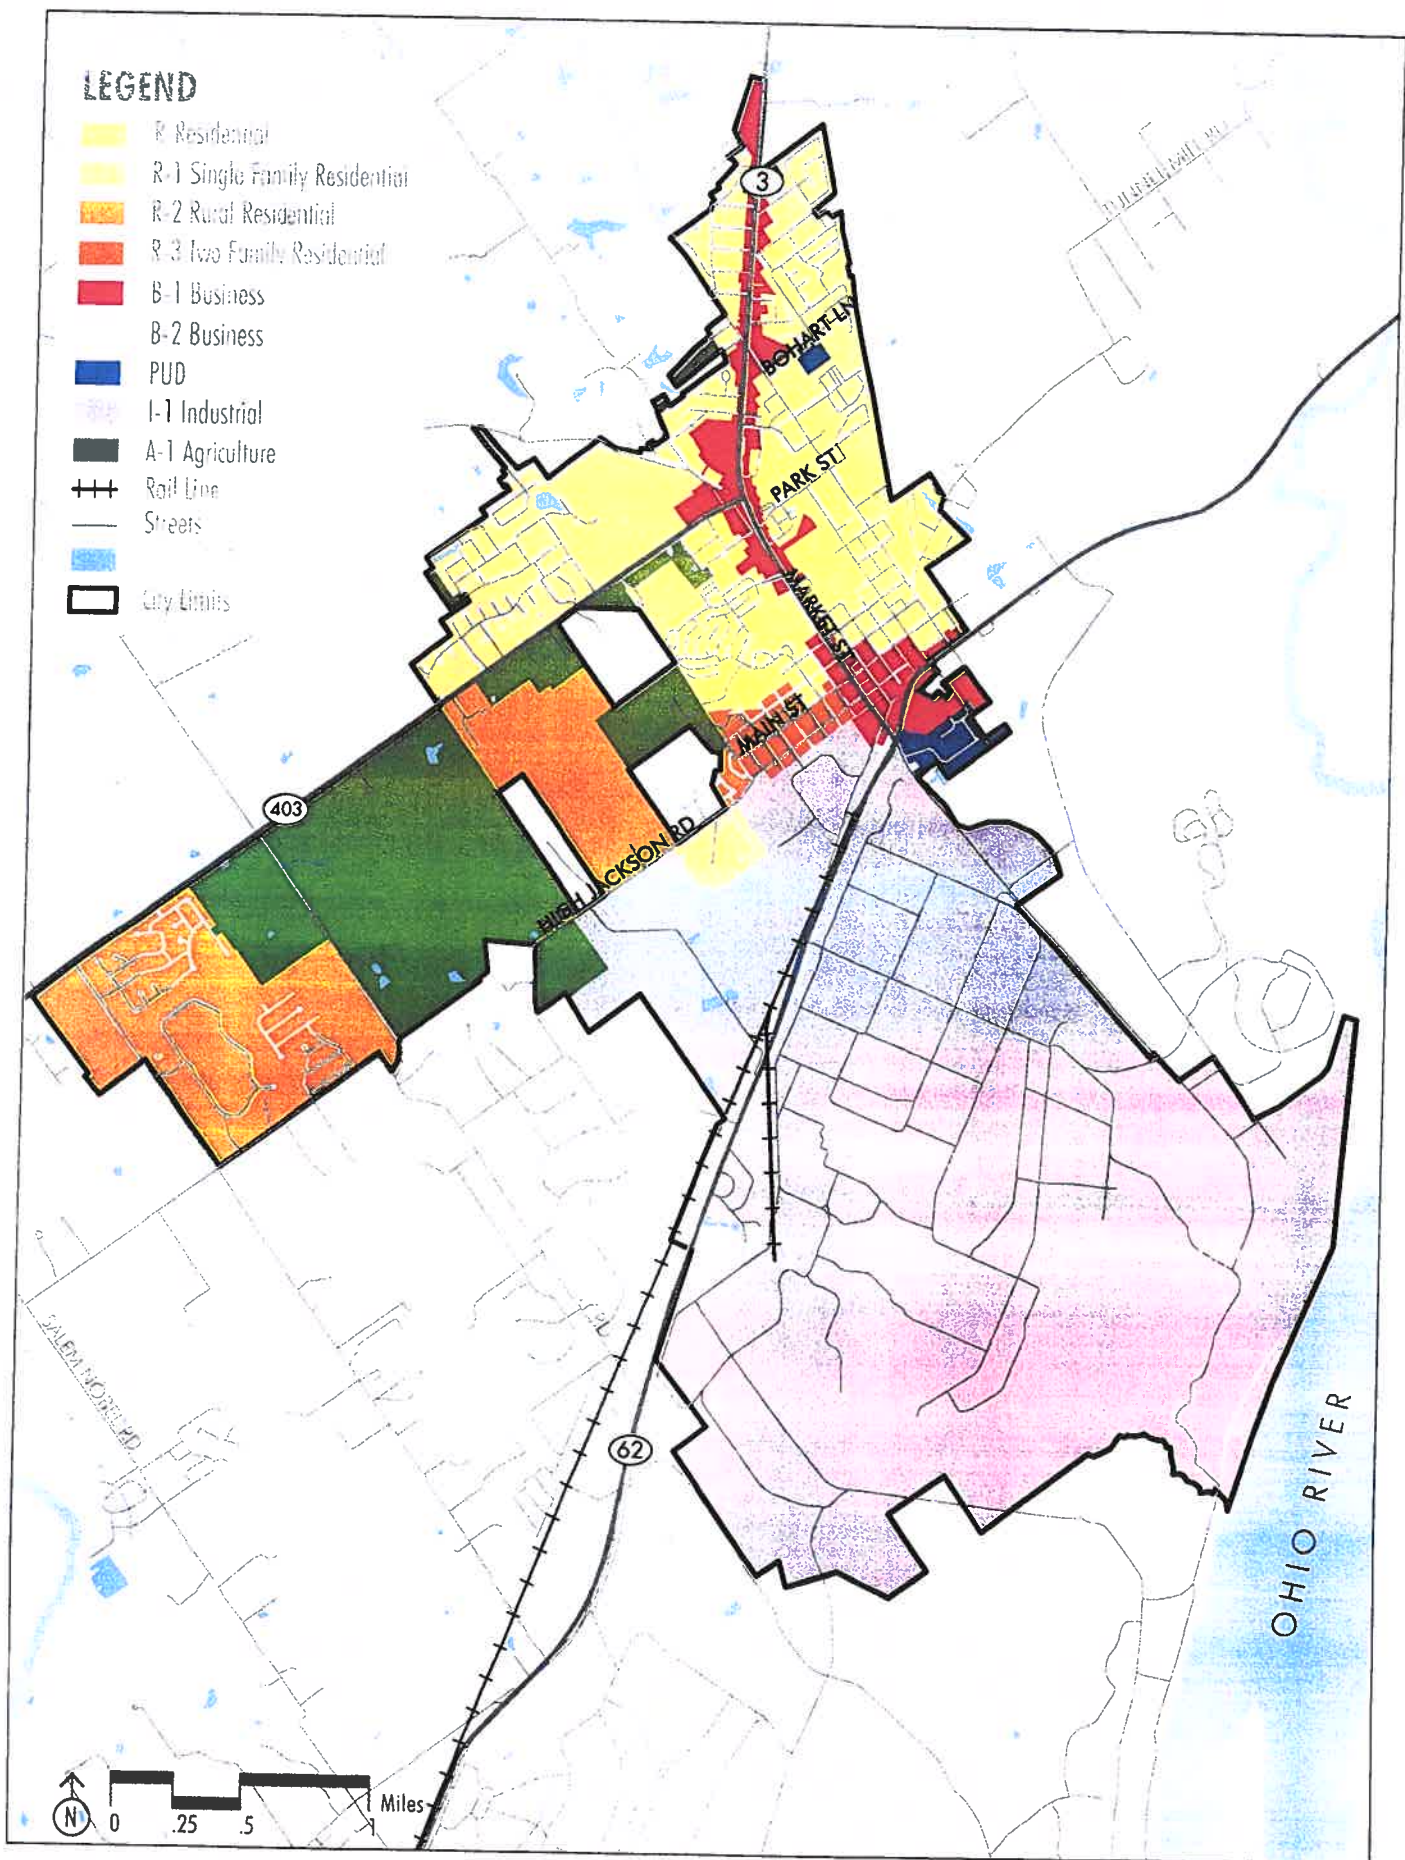 LEGEND
R Residential
R-1 Single Family Residential
R-2 Rural Residential
R-3 Two Family Residential
B-1 Business
B-2 Business
PUD
I-1 Industrial
A-1 Agriculture
Rail Line
Streets
City Limits
3
BOHART LN
PARK ST
MARKET ST
MAIN ST
403
HIGH JACKSON RD
SALEM NOBLE RD
62
OHIO RIVER
N
0 .25 .5 1 Miles